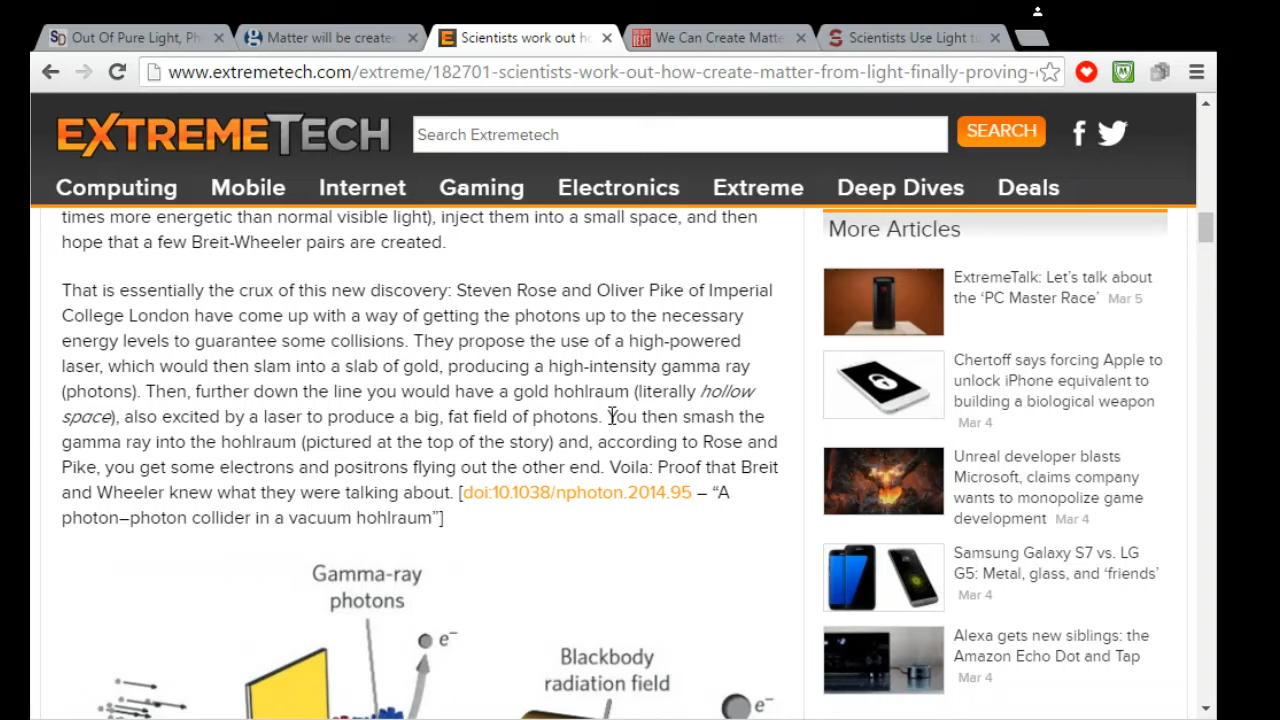 SD Out Of Pure Light, Ph
Matter will be create
Scientists work out ho
We Can Create Matte
Scientists Use Light t
www.extremetech.com/extreme/182701-scientists-work-out-how-create-matter-from-light-finally-proving-
EXTREMETECH
Search Extremetech
SEARCH
Computing Mobile Internet Gaming Electronics Extreme Deep Dives Deals
times more energetic than normal visible light), inject them into a small space, and then
hope that a few Breit-Wheeler pairs are created.
That is essentially the crux of this new discovery: Steven Rose and Oliver Pike of Imperial
College London have come up with a way of getting the photons up to the necessary
energy levels to guarantee some collisions. They propose the use of a high-powered
laser, which would then slam into a slab of gold, producing a high-intensity gamma ray
(photons). Then, further down the line you would have a gold hohlraum (literally hollow
space), also excited by a laser to produce a big, fat field of photons. You then smash the
gamma ray into the hohlraum (pictured at the top of the story) and, according to Rose and
Pike, you get some electrons and positrons flying out the other end. Voila: Proof that Breit
and Wheeler knew what they were talking about. [doi:10.1038/nphoton.2014.95 – “A
photon–photon collider in a vacuum hohlraum”]
Gamma-ray
photons
e⁻
Blackbody
radiation field
e⁻
More Articles
ExtremeTalk: Let’s talk about
the ‘PC Master Race’ Mar 5
Chertoff says forcing Apple to
unlock iPhone equivalent to
building a biological weapon
Mar 4
Unreal developer blasts
Microsoft, claims company
wants to monopolize game
development Mar 4
Samsung Galaxy S7 vs. LG
G5: Metal, glass, and ‘friends’
Mar 4
Alexa gets new siblings: the
Amazon Echo Dot and Tap
Mar 4